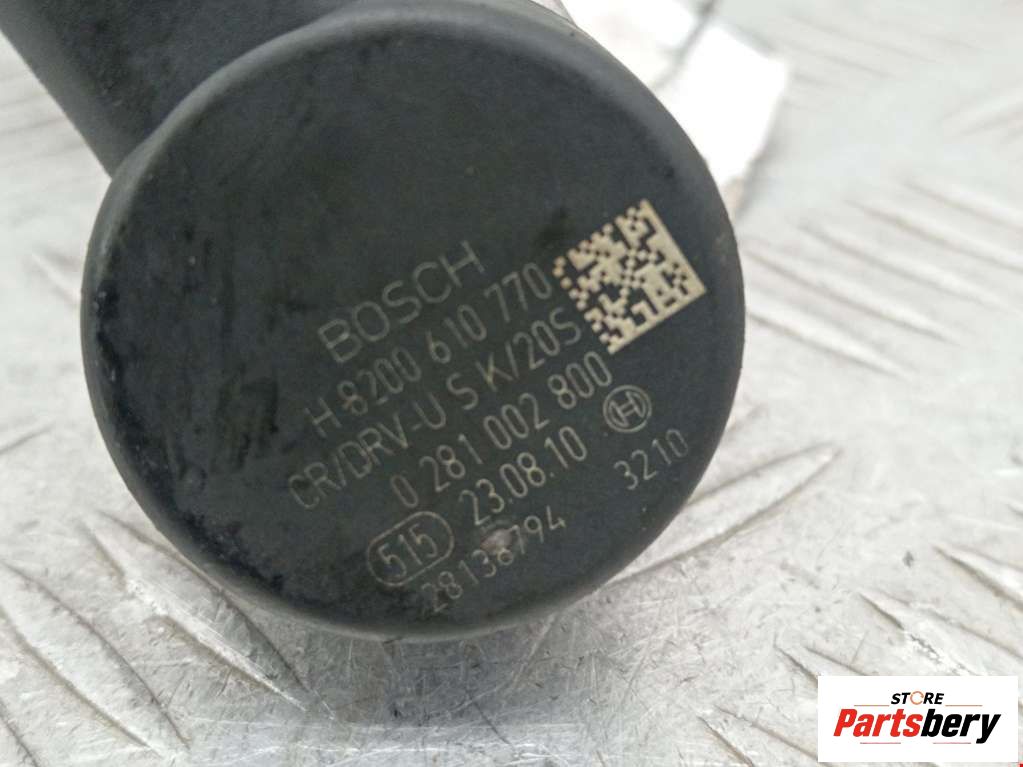 BOSCH
H 8200 610 770
CR/DRV-U S K/20S
0 281 002 800
515 23.08.10 H
28138794 3210
STORE
Partsbery